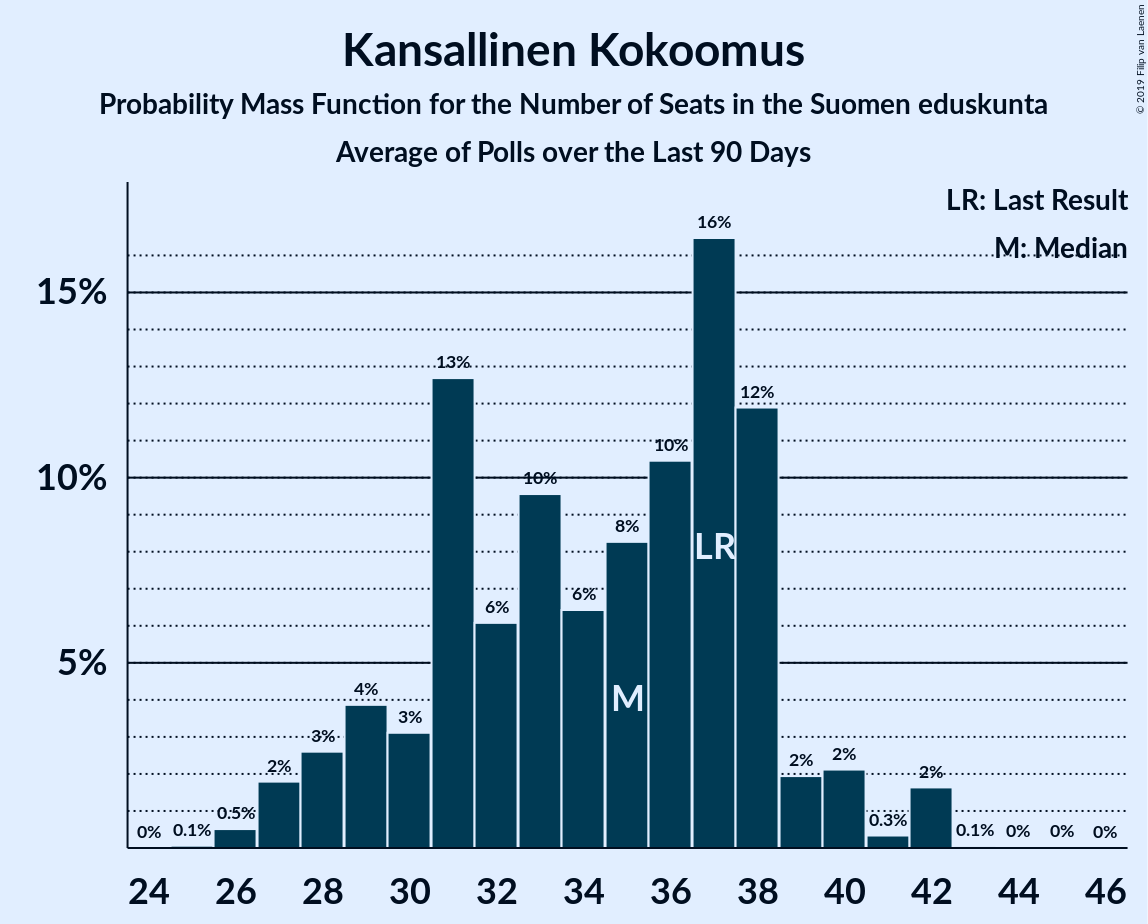 Kansallinen Kokoomus
Probability Mass Function for the Number of Seats in the Suomen eduskunta
Average of Polls over the Last 90 Days
© 2019 Filip van Laenen
LR: Last Result
M: Median
15%
10%
5%
0%
0.1%
0.5%
2%
3%
4%
3%
13%
6%
10%
6%
8%
10%
16%
12%
2%
2%
0.3%
2%
0.1%
0%
0%
0%
LR
M
24 26 28 30 32 34 36 38 40 42 44 46